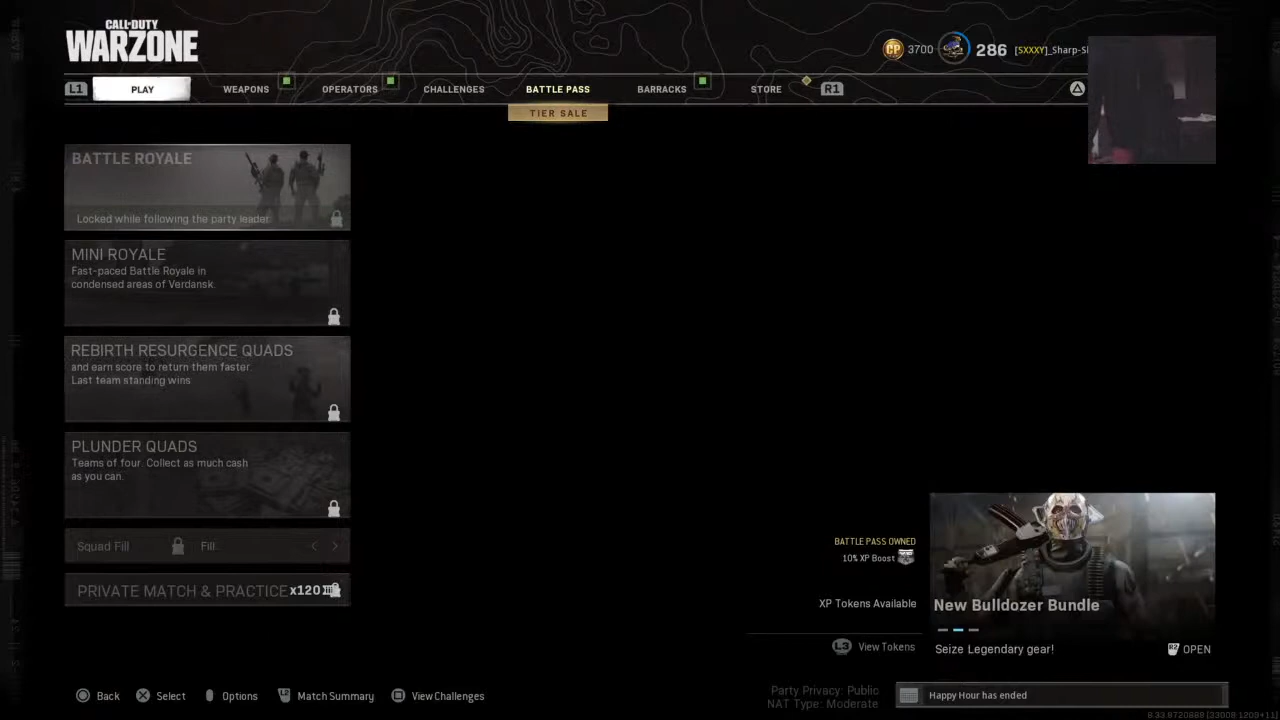 CALL OF DUTY
WARZONE
CP 3700 286 [SXXXY]_Sharp-S
L1 PLAY WEAPONS OPERATORS CHALLENGES BATTLE PASS BARRACKS STORE R1
TIER SALE
BATTLE ROYALE
Locked while following the party leader.
MINI ROYALE
Fast-paced Battle Royale in
condensed areas of Verdansk.
REBIRTH RESURGENCE QUADS
and earn score to return them faster.
Last team standing wins
PLUNDER QUADS
Teams of four. Collect as much cash
as you can.
Squad Fill Fill
PRIVATE MATCH & PRACTICE x120
BATTLE PASS OWNED
10% XP Boost
XP Tokens Available
L3 View Tokens
New Bulldozer Bundle
Seize Legendary gear!
R2 OPEN
Back Select Options L2 Match Summary View Challenges
Party Privacy: Public
NAT Type: Moderate
Happy Hour has ended